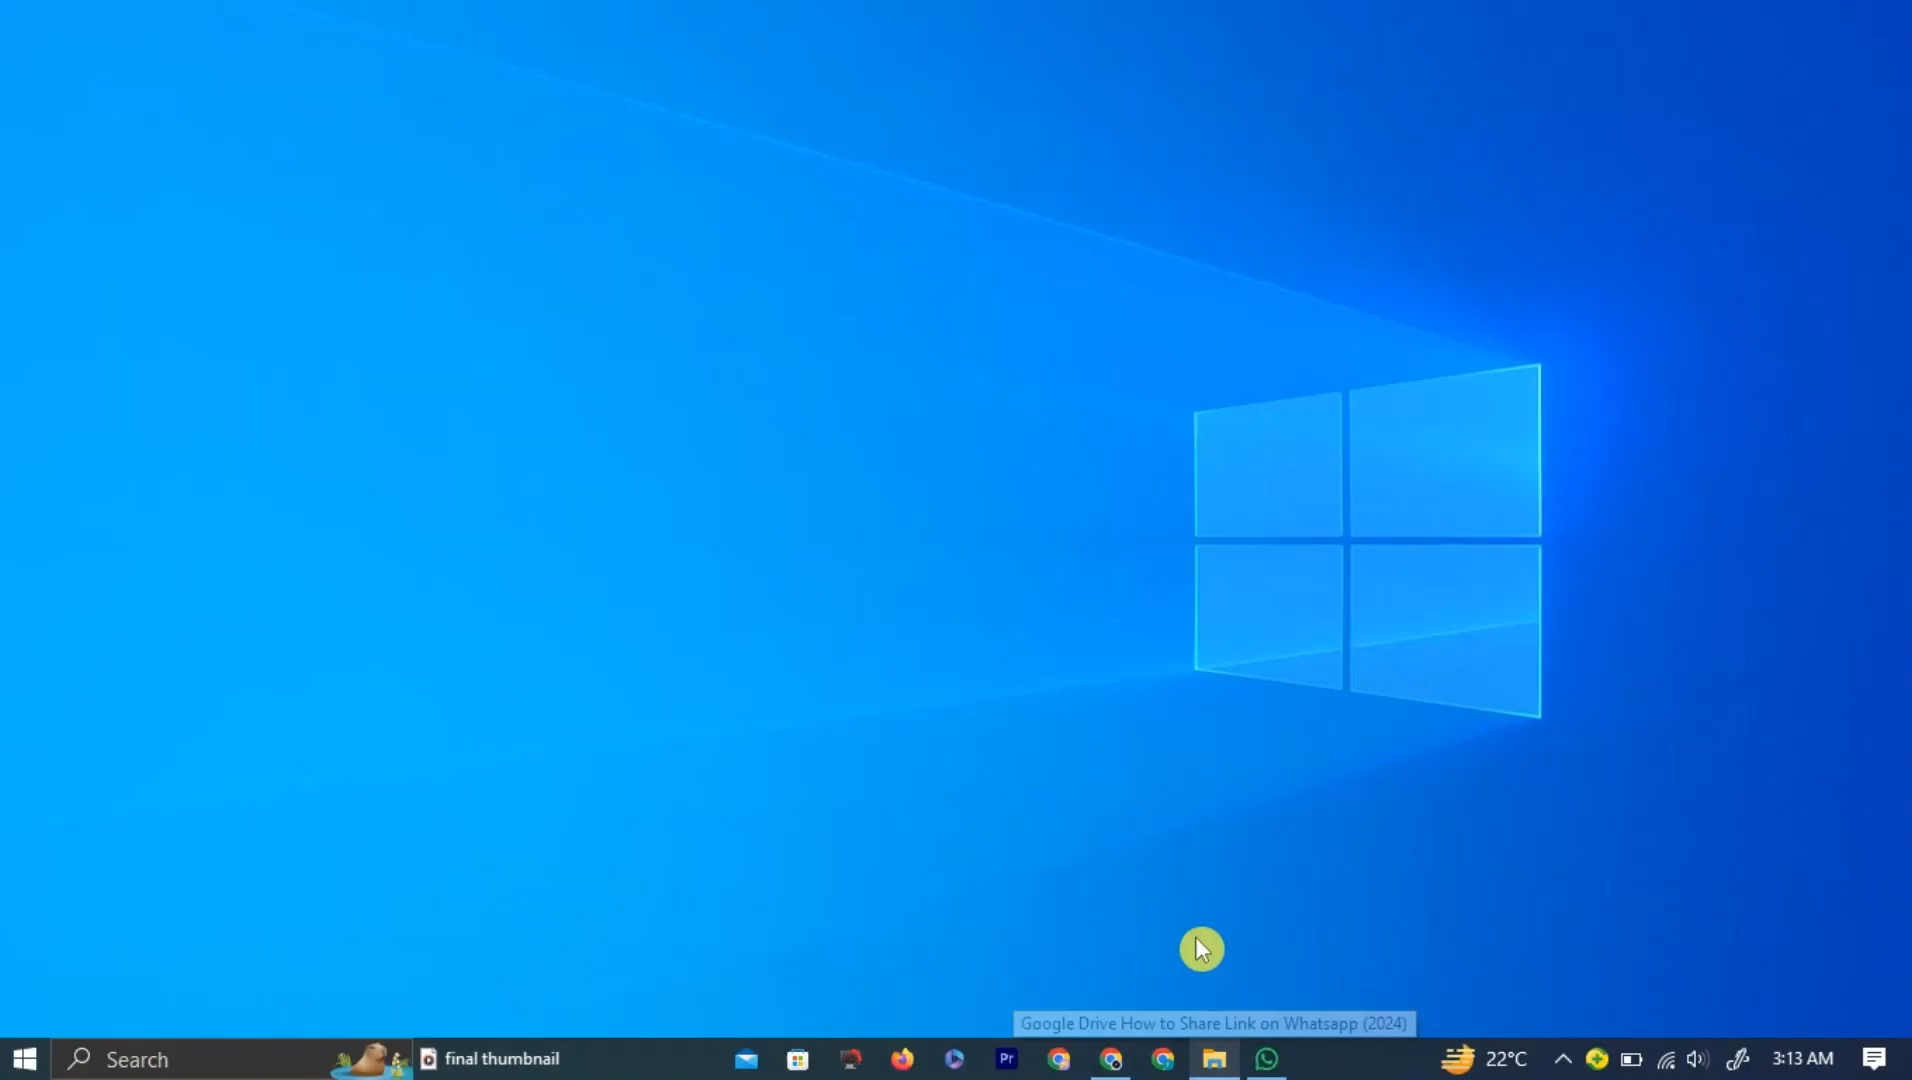 Google Drive How to Share Link on Whatsapp (2024)
Search
final thumbnail
Pr
22°C
3:13 AM